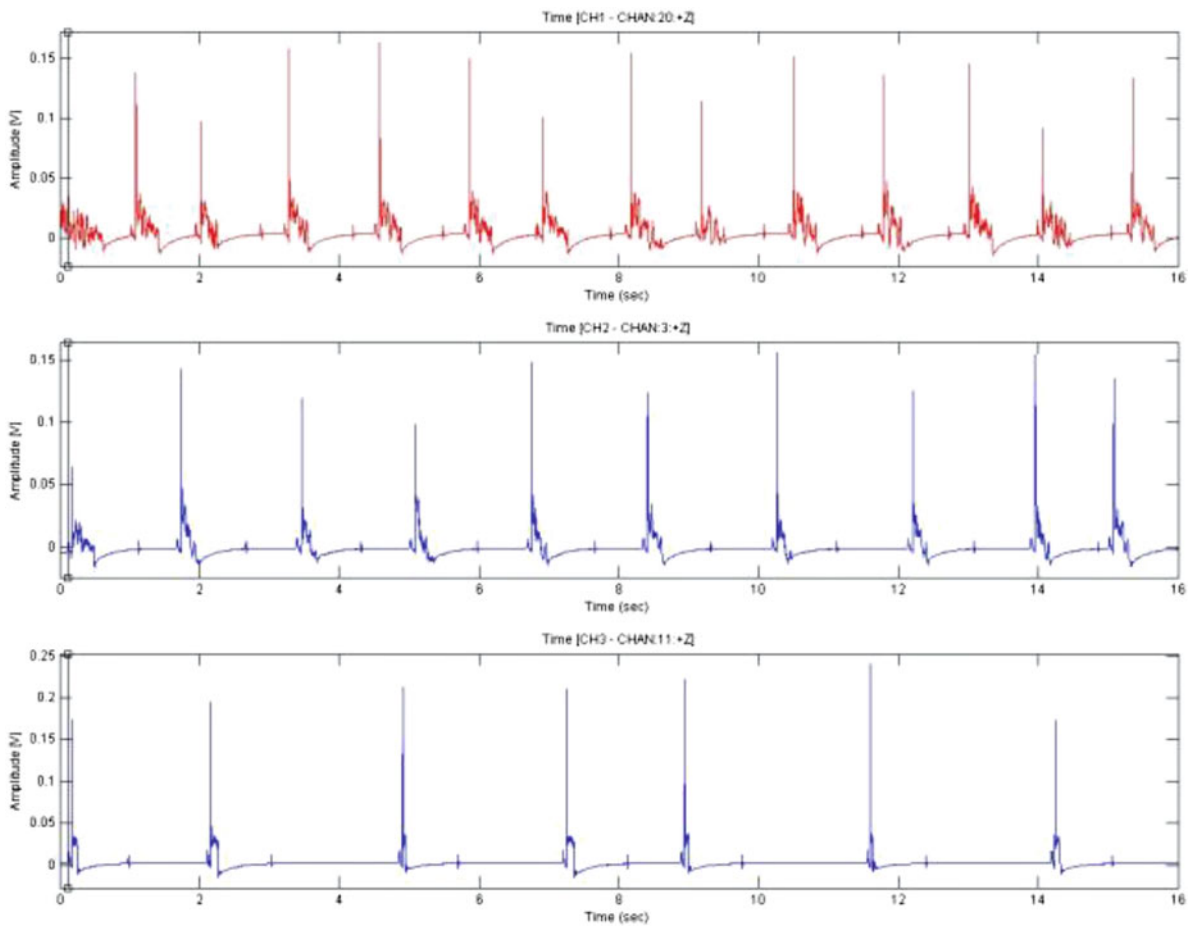 Time [CH1 - CHAN:20:+Z]
Amplitude [V]
0.15
0.1
0.05
0
0 2 4 6 8 10 12 14 16
Time (sec)
Time [CH2 - CHAN:3:+Z]
Amplitude [V]
0.15
0.1
0.05
0
0 2 4 6 8 10 12 14 16
Time (sec)
Time [CH3 - CHAN:11:+Z]
Amplitude [V]
0.25
0.2
0.15
0.1
0.05
0
0 2 4 6 8 10 12 14 16
Time (sec)